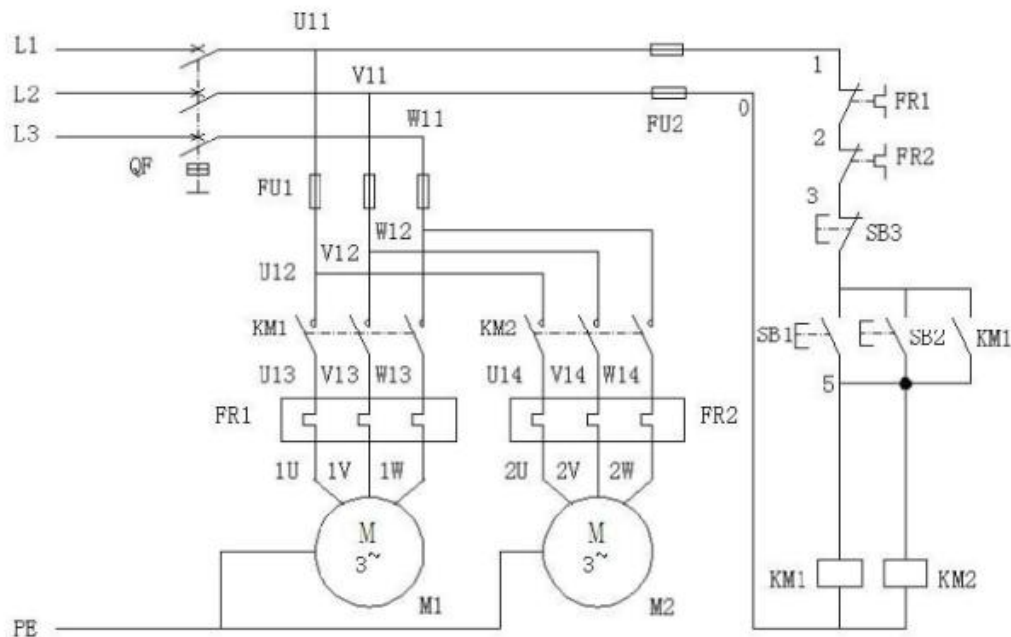 U11
L1
1
V11
L2
FR1
0
W11
FU2
L3
2
QF
FR2
FU1
3
W12
SB3
V12
U12
KM1
KM2
SB1
SB2
KM1
U13 V13 W13
U14 V14 W14
5
FR1
FR2
1U 1V 1W
2U 2V 2W
M
3~
M
3~
KM1
KM2
M1
M2
PE